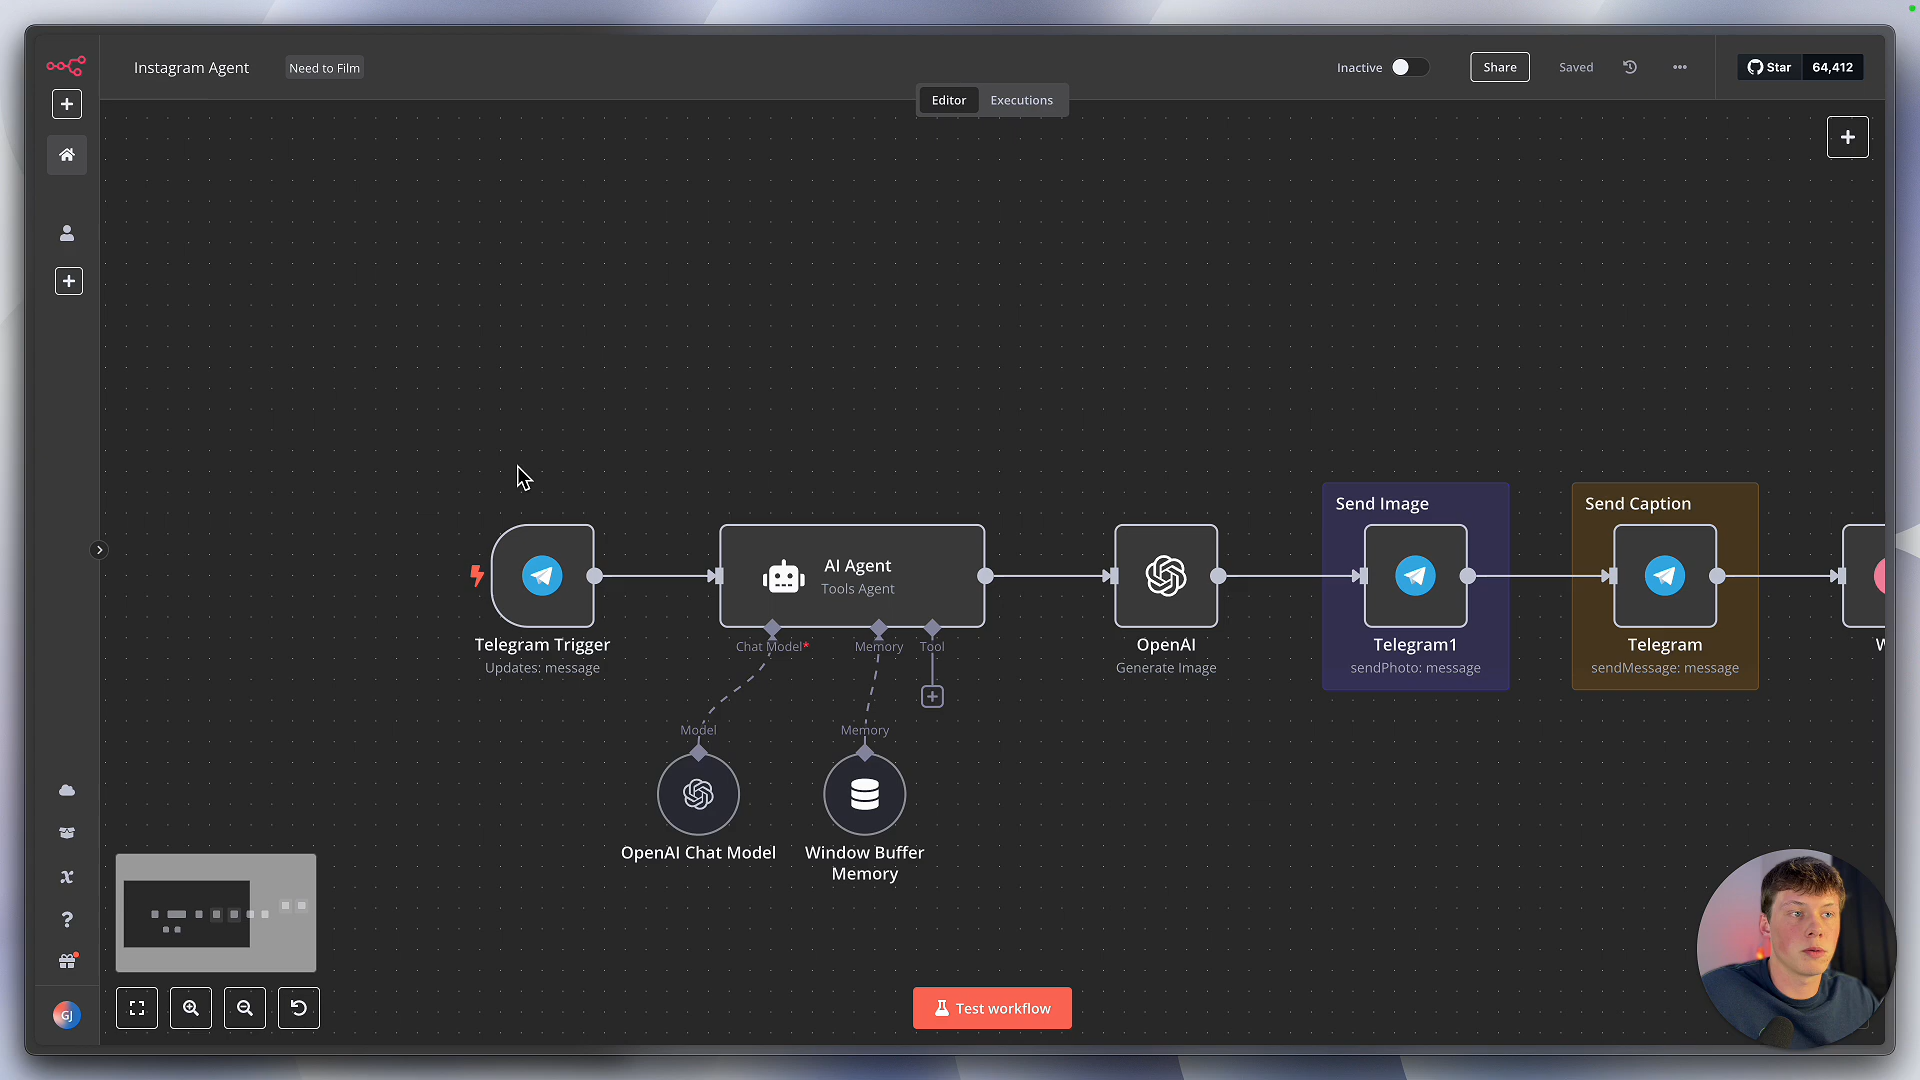 Instagram Agent
Need to Film
Inactive
Share
Saved
Star
64,412
Editor
Executions
Send Image
Send Caption
AI Agent
Tools Agent
Telegram Trigger
Updates: message
Chat Model*
Memory
Tool
OpenAI
Generate Image
Telegram1
sendPhoto: message
Telegram
sendMessage: message
W
Model
Memory
OpenAI Chat Model
Window Buffer
Memory
GJ
Test workflow